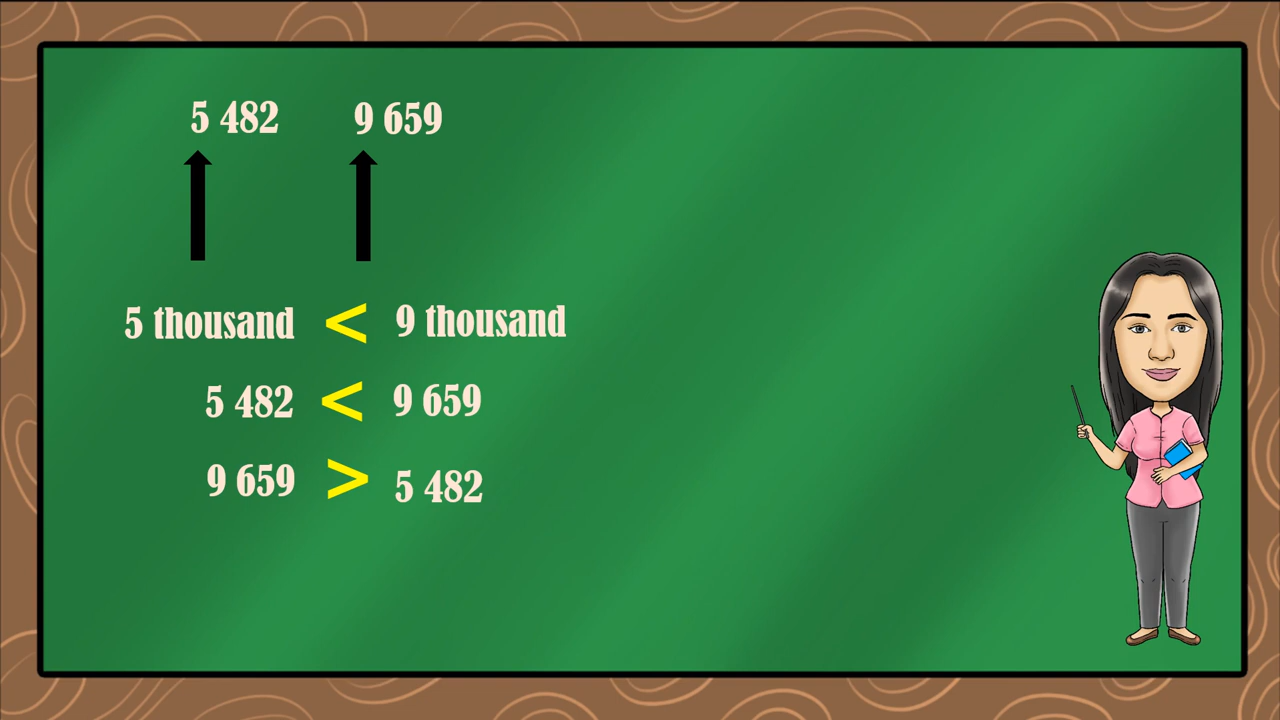 5 482 9 659
5 thousand < 9 thousand
5 482 < 9 659
9 659 > 5 482